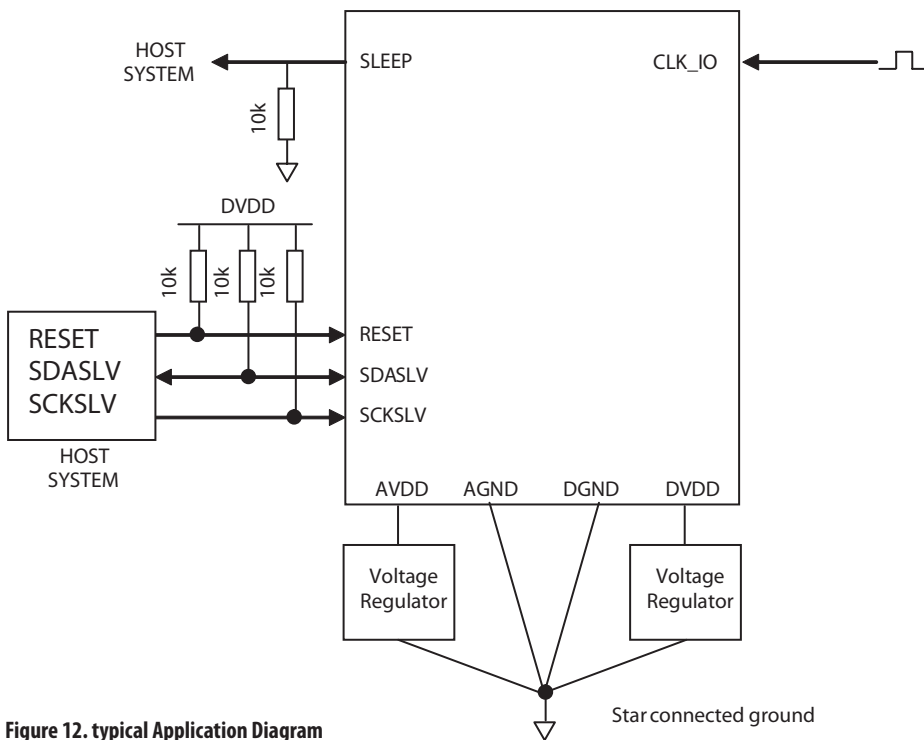 HOST
SYSTEM
SLEEP
CLK_IO
10k
DVDD
10k
10k
10k
RESET
SDASLV
SCKSLV
HOST
SYSTEM
RESET
SDASLV
SCKSLV
AVDD
AGND
DGND
DVDD
Voltage
Regulator
Voltage
Regulator
Star connected ground
Figure 12. typical Application Diagram